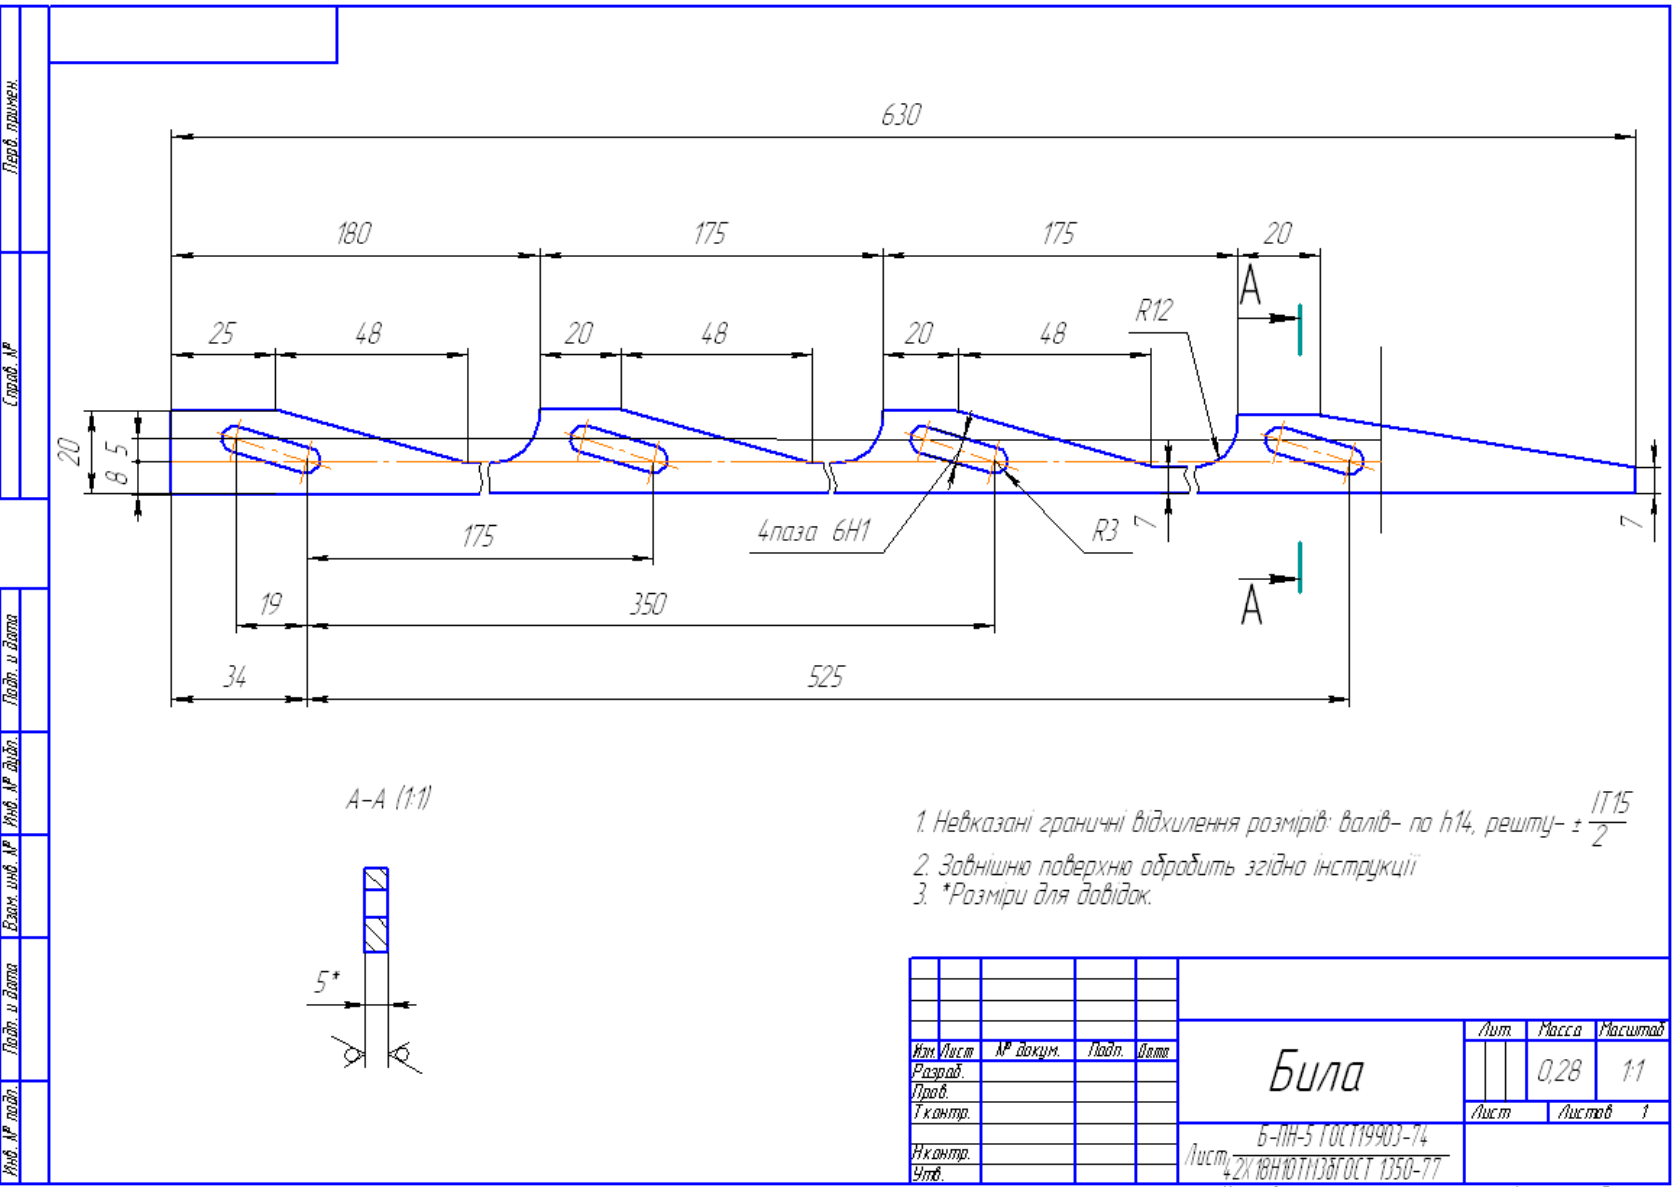 630
180
175
175
20
A
R12
25
48
20
48
20
48
20
5
8
4паза 6H1
R3
7
7
175
A
19
350
34
525
A-A (1:1)
1. Невказані граничні відхилення розмірів: валів- по h14, решту- ± IT15
2
2. Зовнішню поверхню обробить згідно інструкції
3. *Розміри для довідок.
5*
Перв. примен.
Справ. №
Подп. и дата
Инв. № дубл.
Взам. инв. №
Подп. и дата
Инв. № подл.
Изм. Лист № докум. Подп. Дата
Разраб.
Пров.
Т.контр.
Н.контр.
Утв.
Била
Лит. Масса Масштаб
0,28 1:1
Лист Листов 1
Б-ПН-5 ГОСТ19903-74
Лист